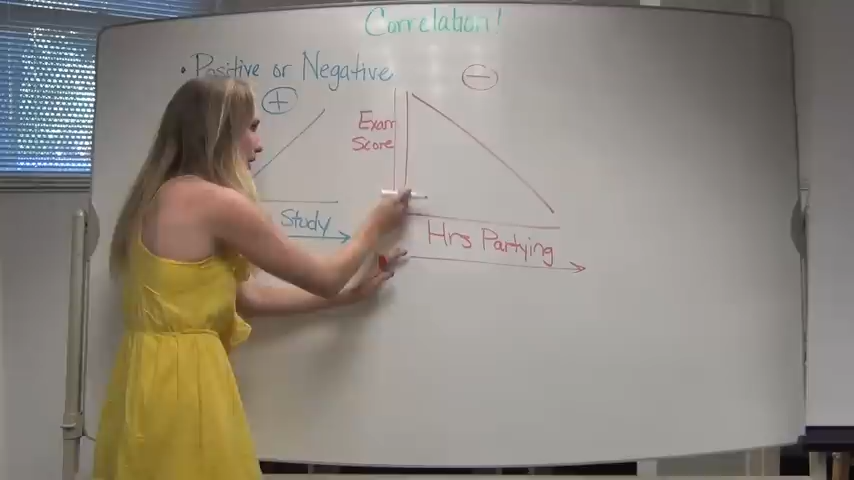 Correlation!
• Positive or Negative
+
−
Exam
Score
Study
Hrs Partying